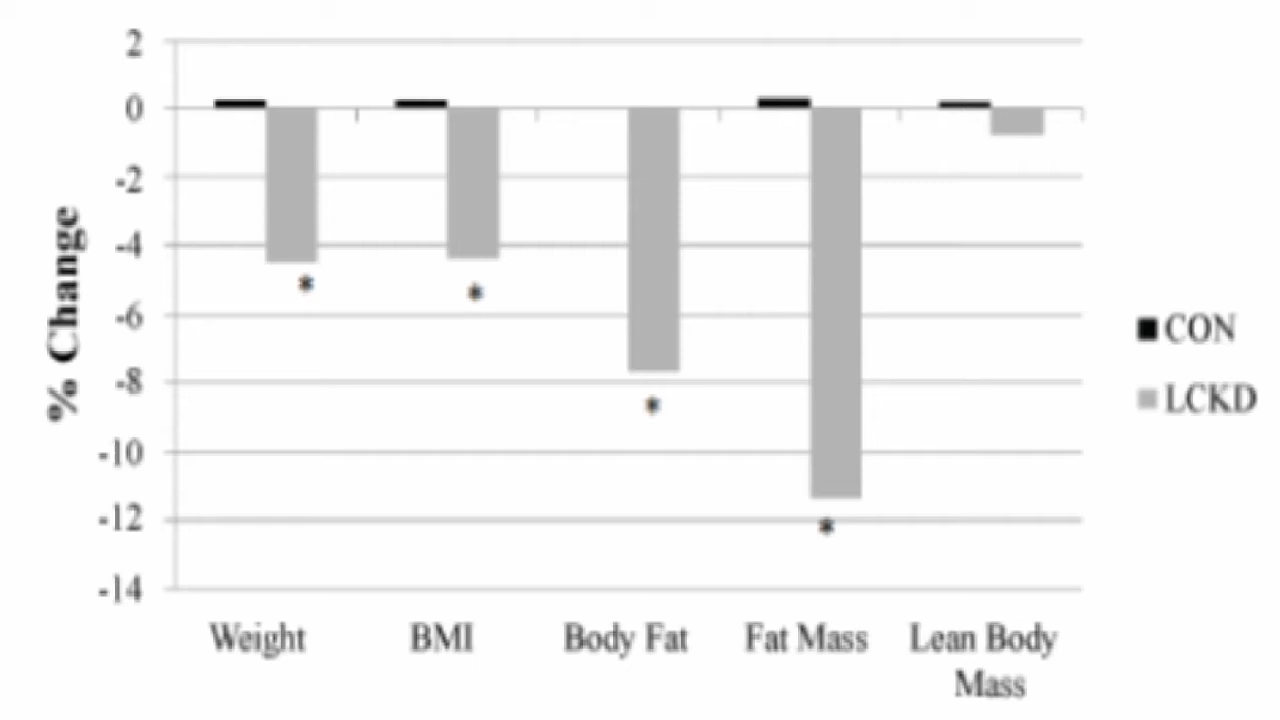 2
0
-2
-4
-6
-8
-10
-12
-14
% Change
*
*
*
*
Weight
BMI
Body Fat
Fat Mass
Lean Body
Mass
CON
LCKD